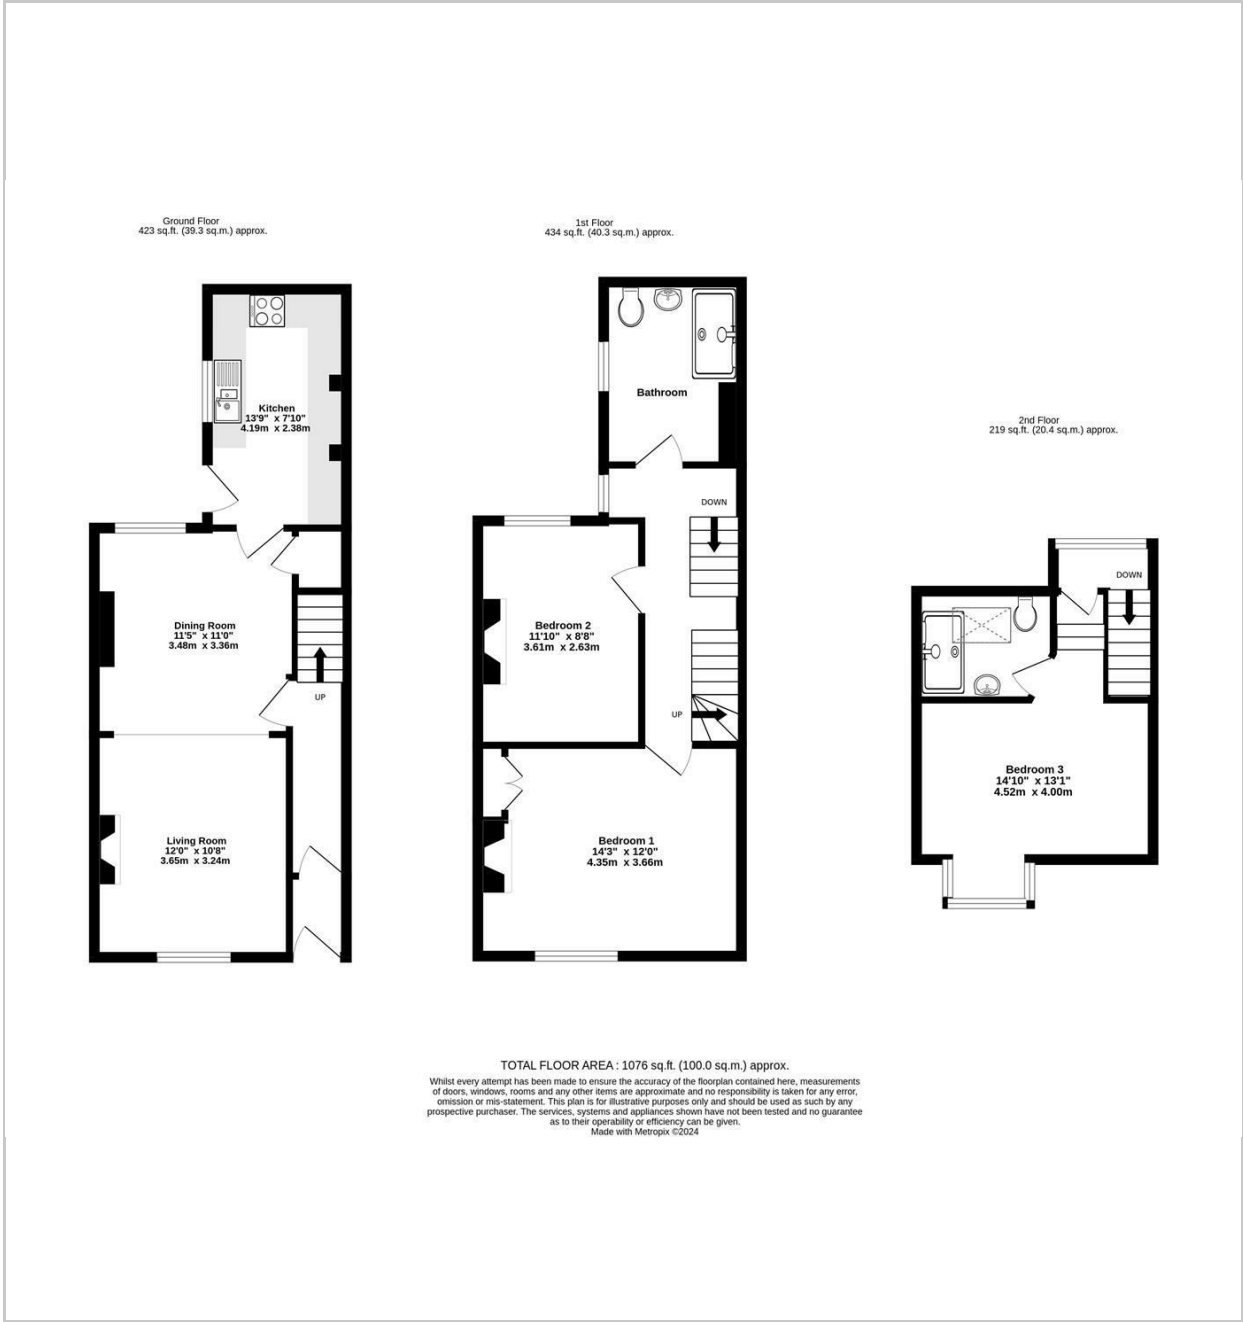 Ground Floor
423 sq.ft. (39.3 sq.m.) approx.
Kitchen
13'9" x 7'10"
4.19m x 2.38m
Dining Room
11'5" x 11'0"
3.48m x 3.36m
UP
Living Room
12'0" x 10'8"
3.65m x 3.24m
1st Floor
434 sq.ft. (40.3 sq.m.) approx.
Bathroom
DOWN
Bedroom 2
11'10" x 8'8"
3.61m x 2.63m
UP
Bedroom 1
14'3" x 12'0"
4.35m x 3.66m
2nd Floor
219 sq.ft. (20.4 sq.m.) approx.
DOWN
Bedroom 3
14'10" x 13'1"
4.52m x 4.00m
TOTAL FLOOR AREA : 1076 sq.ft. (100.0 sq.m.) approx.
Whilst every attempt has been made to ensure the accuracy of the floorplan contained here, measurements
of doors, windows, rooms and any other items are approximate and no responsibility is taken for any error,
omission or mis-statement. This plan is for illustrative purposes only and should be used as such by any
prospective purchaser. The services, systems and appliances shown have not been tested and no guarantee
as to their operability or efficiency can be given.
Made with Metropix ©2024